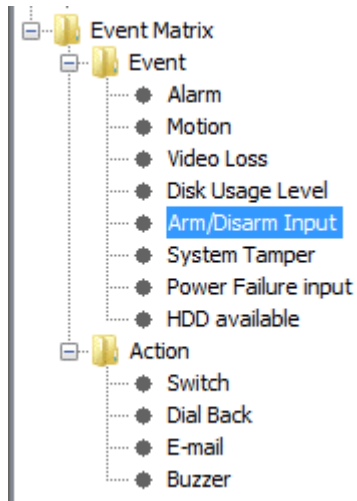 Event Matrix
Event
Alarm
Motion
Video Loss
Disk Usage Level
Arm/Disarm Input
System Tamper
Power Failure input
HDD available
Action
Switch
Dial Back
E-mail
Buzzer